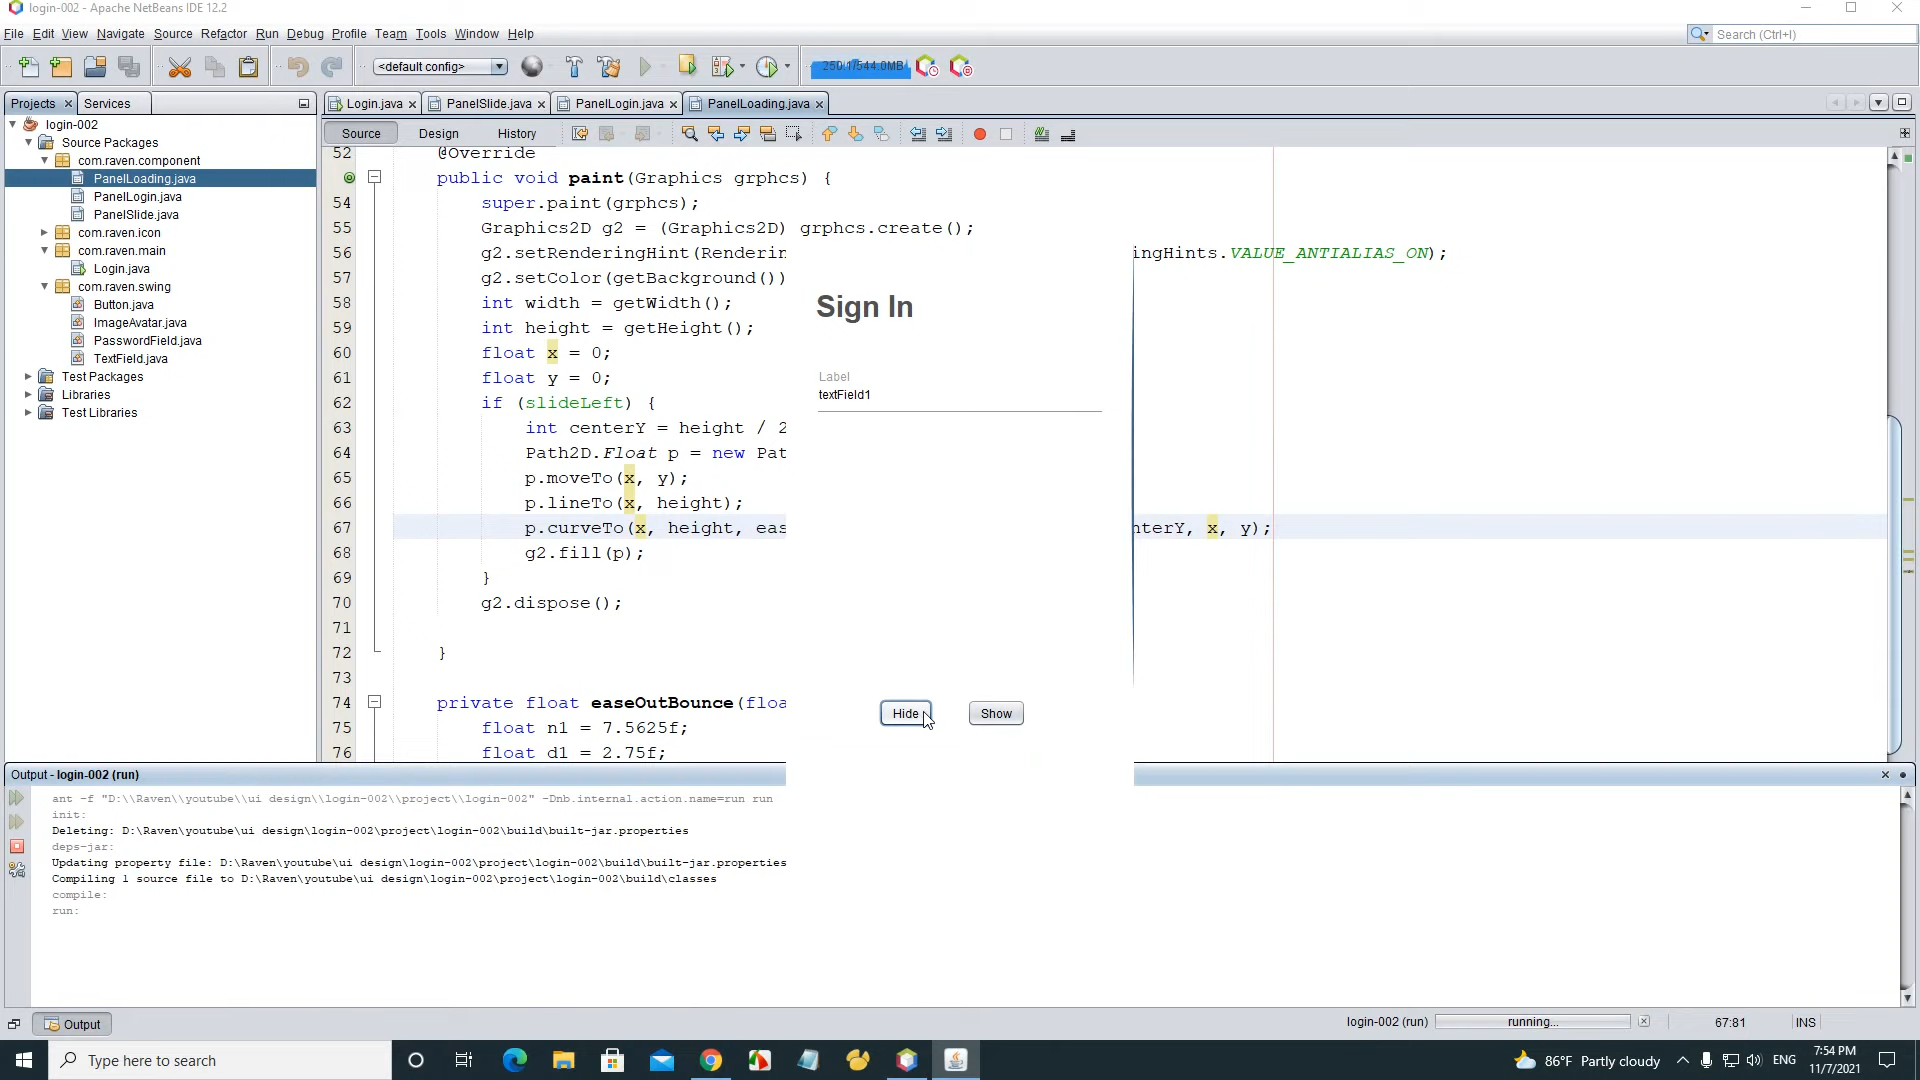 login-002 - Apache NetBeans IDE 12.2
File Edit View Navigate Source Refactor Run Debug Profile Team Tools Window Help
Search (Ctrl+I)
<default config>
250.1/544.0MB
Projects Services
Login.java PanelSlide.java PanelLogin.java PanelLoading.java
Source Design History
login-002
Source Packages
com.raven.component
PanelLoading.java
PanelLogin.java
PanelSlide.java
com.raven.icon
com.raven.main
Login.java
com.raven.swing
Button.java
ImageAvatar.java
PasswordField.java
TextField.java
Test Packages
Libraries
Test Libraries
52 @Override
public void paint(Graphics grphcs) {
54 super.paint(grphcs);
55 Graphics2D g2 = (Graphics2D) grphcs.create();
56 g2.setRenderingHint(Renderin ingHints.VALUE_ANTIALIAS_ON);
57 g2.setColor(getBackground())
58 int width = getWidth();
59 int height = getHeight();
60 float x = 0;
61 float y = 0;
62 if (slideLeft) {
63 int centerY = height / 2
64 Path2D.Float p = new Pat
65 p.moveTo(x, y);
66 p.lineTo(x, height);
67 p.curveTo(x, height, eas nterY, x, y);
68 g2.fill(p);
69 }
70 g2.dispose();
71
72 }
73
74 private float easeOutBounce(floa
75 float n1 = 7.5625f;
76 float d1 = 2.75f;
Sign In
Label
textField1
Hide Show
Output - login-002 (run)
ant -f "D:\\Raven\\youtube\\ui design\\login-002\\project\\login-002" -Dnb.internal.action.name=run run
init:
Deleting: D:\Raven\youtube\ui design\login-002\project\login-002\build\built-jar.properties
deps-jar:
Updating property file: D:\Raven\youtube\ui design\login-002\project\login-002\build\built-jar.properties
Compiling 1 source file to D:\Raven\youtube\ui design\login-002\project\login-002\build\classes
compile:
run:
Output
login-002 (run) running... 67:81 INS
Type here to search
86°F Partly cloudy ENG
7:54 PM
11/7/2021